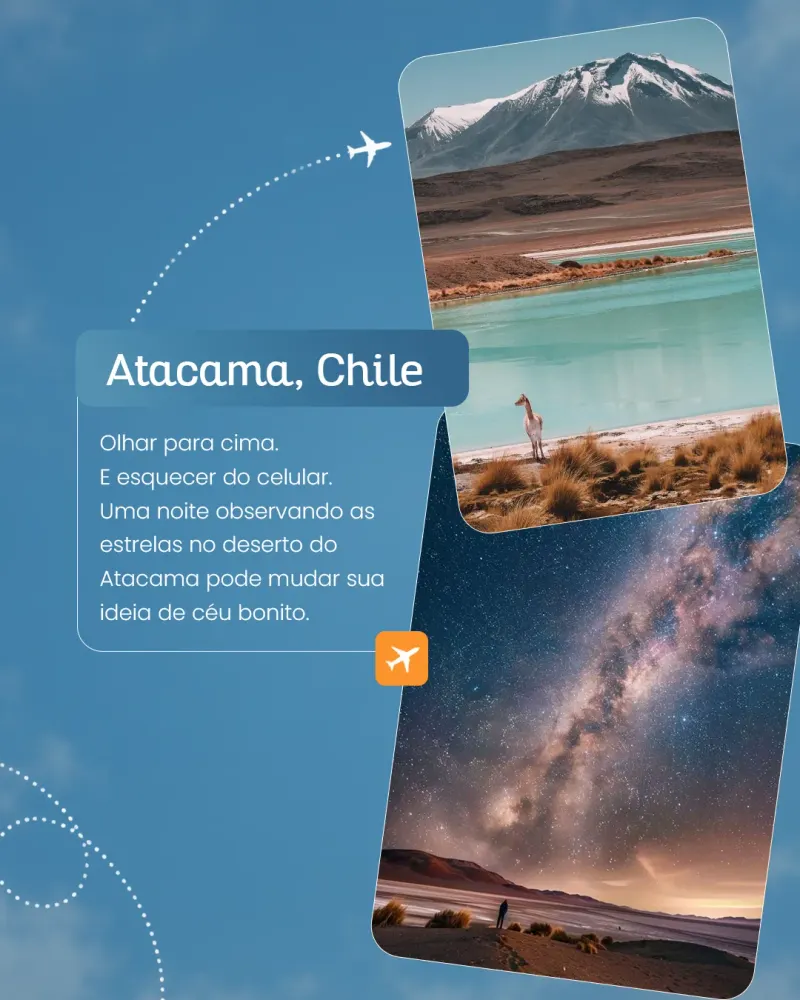 Atacama, Chile
Olhar para cima.
E esquecer do celular.
Uma noite observando as
estrelas no deserto do
Atacama pode mudar sua
ideia de céu bonito.